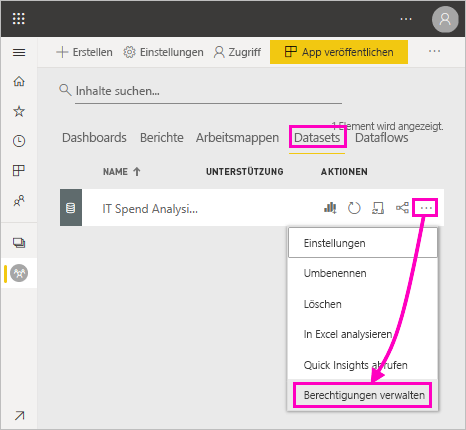 Erstellen Einstellungen Zugriff App veröffentlichen
Inhalte suchen...
1 Element wird angezeigt.
Dashboards Berichte Arbeitsmappen Datasets Dataflows
NAME UNTERSTÜTZUNG AKTIONEN
IT Spend Analysi...
Einstellungen
Umbenennen
Löschen
In Excel analysieren
Quick Insights abrufen
Berechtigungen verwalten